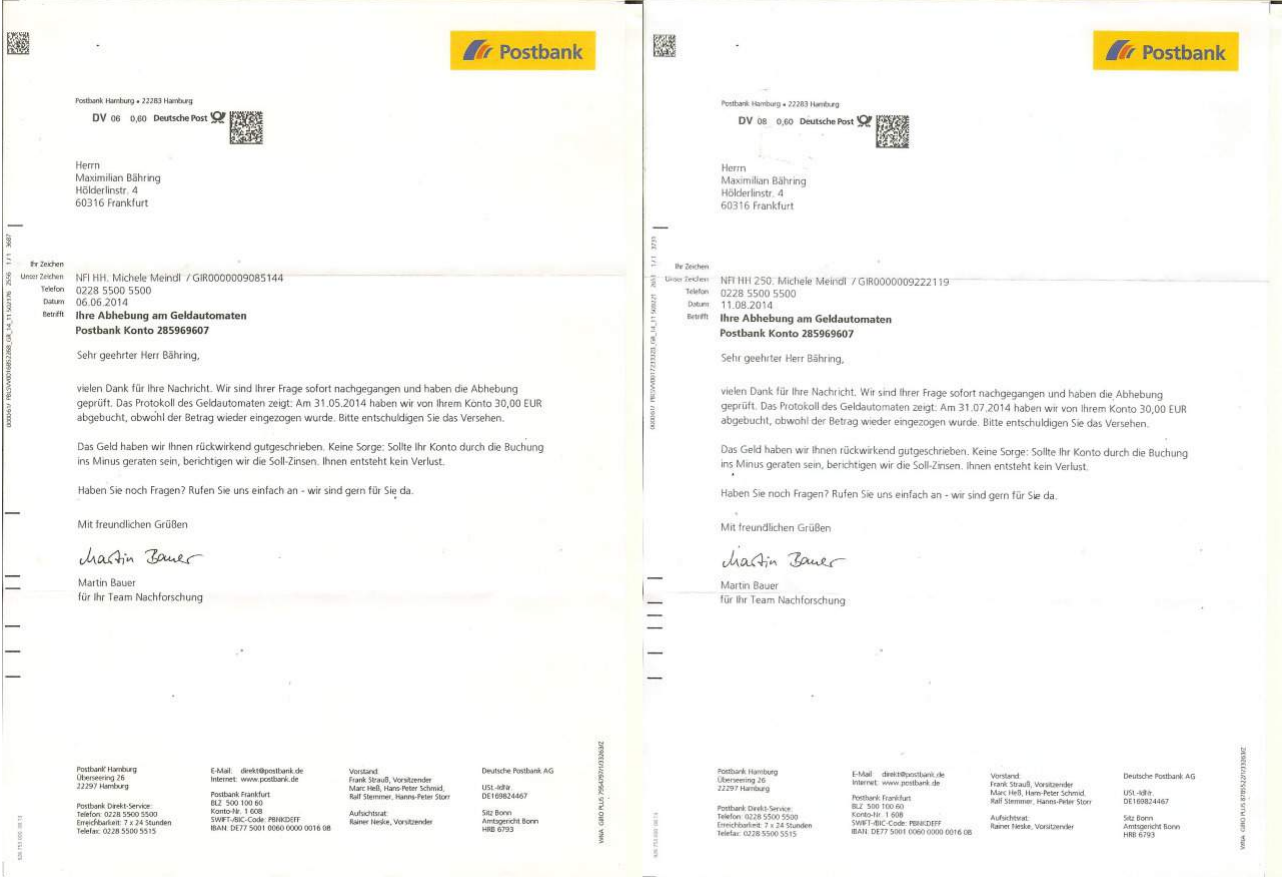 Postbank
Postbank Hamburg • 22283 Hamburg
DV 06 0,60 Deutsche Post
Herrn
Maximilian Bähring
Hölderlinstr. 4
60316 Frankfurt
Ihr Zeichen
Unser Zeichen NFI HH, Michele Meindl / GIR0000009085144
Telefon 0228 5500 5500
Datum 06.06.2014
Betrifft Ihre Abhebung am Geldautomaten
Postbank Konto 285969607
Sehr geehrter Herr Bähring,
vielen Dank für Ihre Nachricht. Wir sind Ihrer Frage sofort nachgegangen und haben die Abhebung
geprüft. Das Protokoll des Geldautomaten zeigt: Am 31.05.2014 haben wir von Ihrem Konto 30,00 EUR
abgebucht, obwohl der Betrag wieder eingezogen wurde. Bitte entschuldigen Sie das Versehen.
Das Geld haben wir Ihnen rückwirkend gutgeschrieben. Keine Sorge: Sollte Ihr Konto durch die Buchung
ins Minus geraten sein, berichtigen wir die Soll-Zinsen. Ihnen entsteht kein Verlust.
Haben Sie noch Fragen? Rufen Sie uns einfach an - wir sind gern für Sie da.
Mit freundlichen Grüßen
Martin Bauer
Martin Bauer
für Ihr Team Nachforschung
Postbank Hamburg
Überseering 26
22297 Hamburg
Postbank Direkt-Service:
Telefon: 0228 5500 5500
Erreichbarkeit: 7 x 24 Stunden
Telefax: 0228 5500 5515
E-Mail: direkt@postbank.de
Internet: www.postbank.de
Postbank Frankfurt
BLZ 500 100 60
Konto-Nr. 1 608
SWIFT-/BIC-Code: PBNKDEFF
IBAN: DE77 5001 0060 0000 0016 08
Vorstand:
Frank Strauß, Vorsitzender
Marc Heß, Hans-Peter Schmid,
Ralf Stemmer, Hanns-Peter Storr
Aufsichtsrat:
Rainer Neske, Vorsitzender
Deutsche Postbank AG
USt.-IdNr.
DE169824467
Sitz Bonn
Amtsgericht Bonn
HRB 6793
Postbank
Postbank Hamburg • 22283 Hamburg
DV 08 0,60 Deutsche Post
Herrn
Maximilian Bähring
Hölderlinstr. 4
60316 Frankfurt
Ihr Zeichen
Unser Zeichen NFI HH 250, Michele Meindl / GIR0000009222119
Telefon 0228 5500 5500
Datum 11.08.2014
Betrifft Ihre Abhebung am Geldautomaten
Postbank Konto 285969607
Sehr geehrter Herr Bähring,
vielen Dank für Ihre Nachricht. Wir sind Ihrer Frage sofort nachgegangen und haben die Abhebung
geprüft. Das Protokoll des Geldautomaten zeigt: Am 31.07.2014 haben wir von Ihrem Konto 30,00 EUR
abgebucht, obwohl der Betrag wieder eingezogen wurde. Bitte entschuldigen Sie das Versehen.
Das Geld haben wir Ihnen rückwirkend gutgeschrieben. Keine Sorge: Sollte Ihr Konto durch die Buchung
ins Minus geraten sein, berichtigen wir die Soll-Zinsen. Ihnen entsteht kein Verlust.
Haben Sie noch Fragen? Rufen Sie uns einfach an - wir sind gern für Sie da.
Mit freundlichen Grüßen
Martin Bauer
Martin Bauer
für Ihr Team Nachforschung
Postbank Hamburg
Überseering 26
22297 Hamburg
Postbank Direkt-Service:
Telefon: 0228 5500 5500
Erreichbarkeit: 7 x 24 Stunden
Telefax: 0228 5500 5515
E-Mail: direkt@postbank.de
Internet: www.postbank.de
Postbank Frankfurt
BLZ 500 100 60
Konto-Nr. 1 608
SWIFT-/BIC-Code: PBNKDEFF
IBAN: DE77 5001 0060 0000 0016 08
Vorstand:
Frank Strauß, Vorsitzender
Marc Heß, Hans-Peter Schmid,
Ralf Stemmer, Hanns-Peter Storr
Aufsichtsrat:
Rainer Neske, Vorsitzender
Deutsche Postbank AG
USt.-IdNr.
DE169824467
Sitz Bonn
Amtsgericht Bonn
HRB 6793